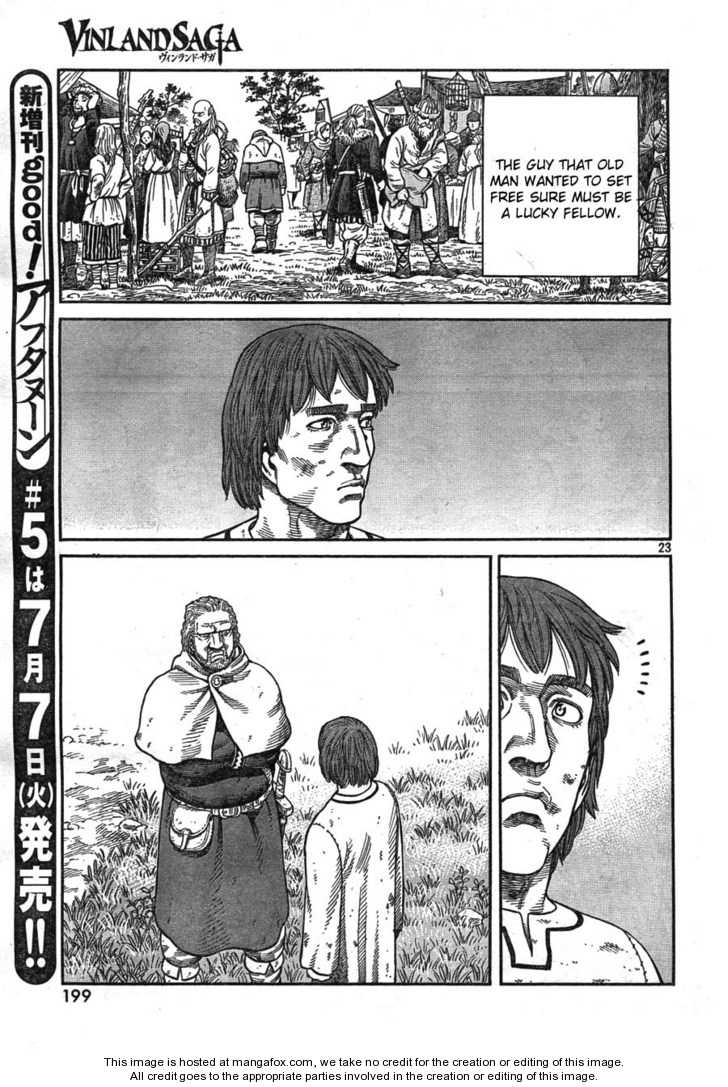 VINLAND SAGA
ヴィンランド・サガ
新増刊good!アフタヌーン#5は7月7日(火)発売!!
THE GUY THAT OLD
MAN WANTED TO SET
FREE SURE MUST BE
A LUCKY FELLOW.
23
199
This image is hosted at mangafox.com, we take no credit for the creation or editing of this image.
All credit goes to the appropriate parties involved in the creation and editing of this image.